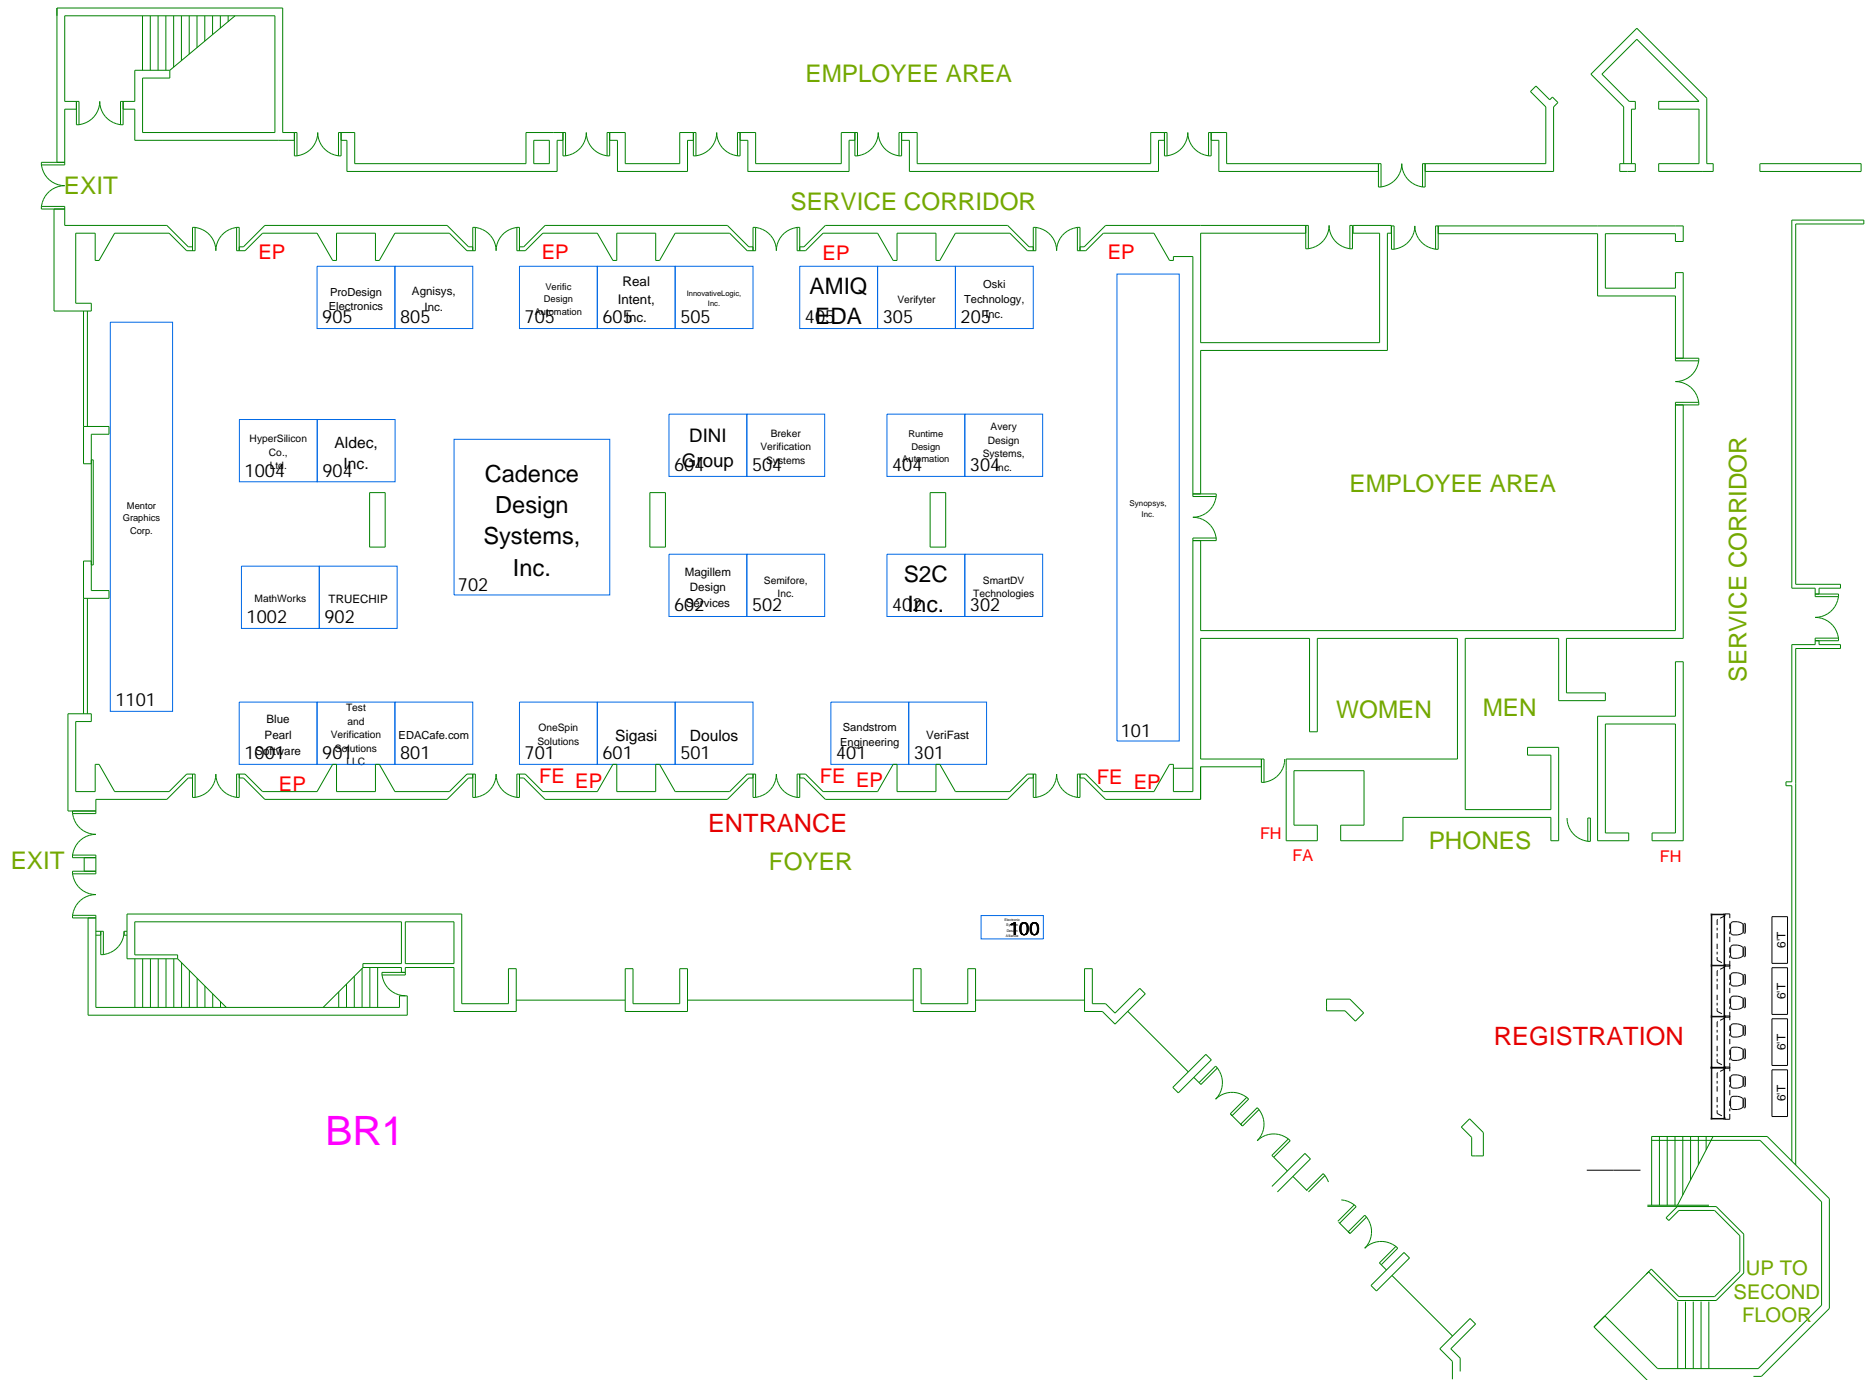 EMPLOYEE AREA
EXIT
SERVICE CORRIDOR
EP
EP
EP
EP
ProDesign
Electronics
905
Agnisys,
Inc.
805
Verific
Design
Automation
705
Real
Intent,
Inc.
605
InnovativeLogic,
Inc.
505
AMIQ
EDA
405
Verifyter
305
Oski
Technology,
Inc.
205
HyperSilicon
Co.,
Ltd.
1004
Aldec,
Inc.
904
Cadence
Design
Systems,
Inc.
702
DINI
Group
604
Breker
Verification
Systems
504
Runtime
Design
Automation
404
Avery
Design
Systems,
Inc.
304
Mentor
Graphics
Corp.
1101
Synopsys,
Inc.
101
EMPLOYEE AREA
SERVICE CORRIDOR
MathWorks
1002
TRUECHIP
902
Magillem
Design
Services
602
Semifore,
Inc.
502
S2C
Inc.
402
SmartDV
Technologies
302
WOMEN
MEN
Blue
Pearl
Software
1001
Test
and
Verification
Solutions
LLC
901
EDACafe.com
801
OneSpin
Solutions
701
Sigasi
601
Doulos
501
Sandstrom
Engineering
401
VeriFast
301
EP
FE
EP
FE
EP
FE
EP
ENTRANCE
FOYER
EXIT
FH
FA
PHONES
FH
100
REGISTRATION
6'T
6'T
6'T
6'T
BR1
UP TO
SECOND
FLOOR